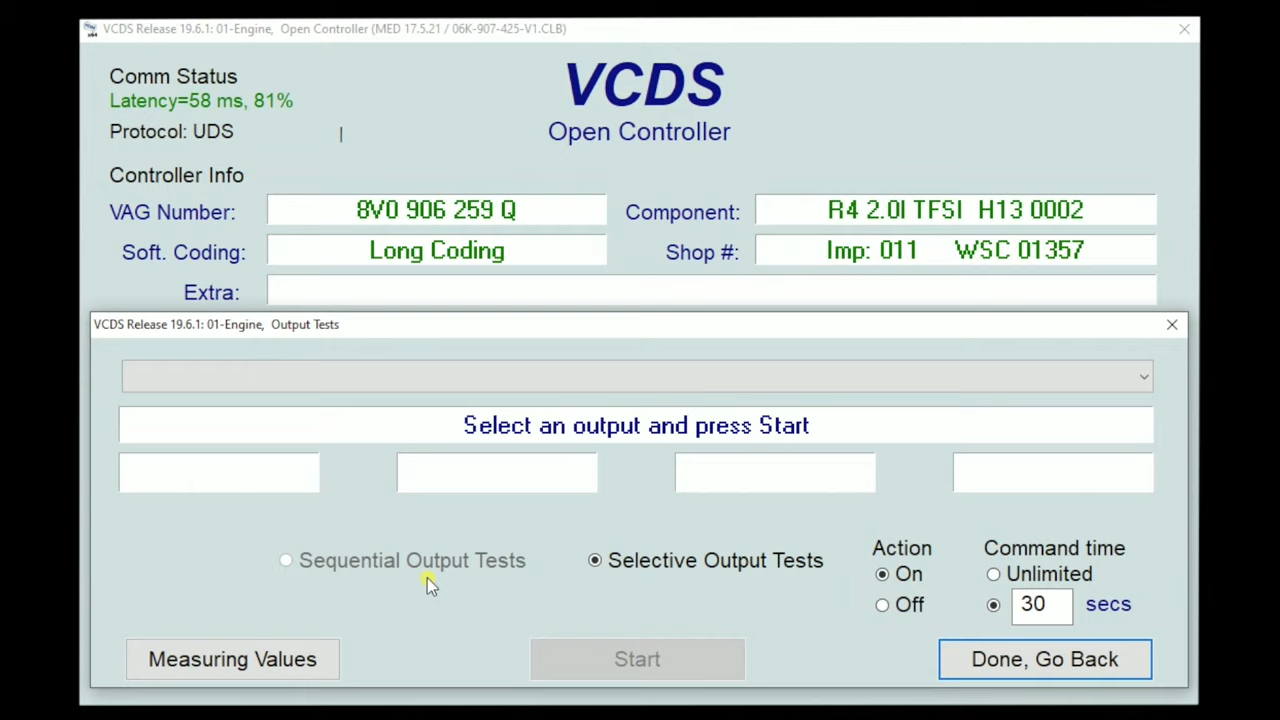 VCDS Release 19.6.1: 01-Engine, Open Controller (MED 17.5.21 / 06K-907-425-V1.CLB)
Comm Status
Latency=58 ms, 81%
Protocol: UDS |
VCDS
Open Controller
Controller Info
VAG Number: 8V0 906 259 Q Component: R4 2.0l TFSI H13 0002
Soft. Coding: Long Coding Shop #: Imp: 011 WSC 01357
Extra:
VCDS Release 19.6.1: 01-Engine, Output Tests
Select an output and press Start
Sequential Output Tests Selective Output Tests
Action
On
Off
Command time
Unlimited
30 secs
Measuring Values Start Done, Go Back